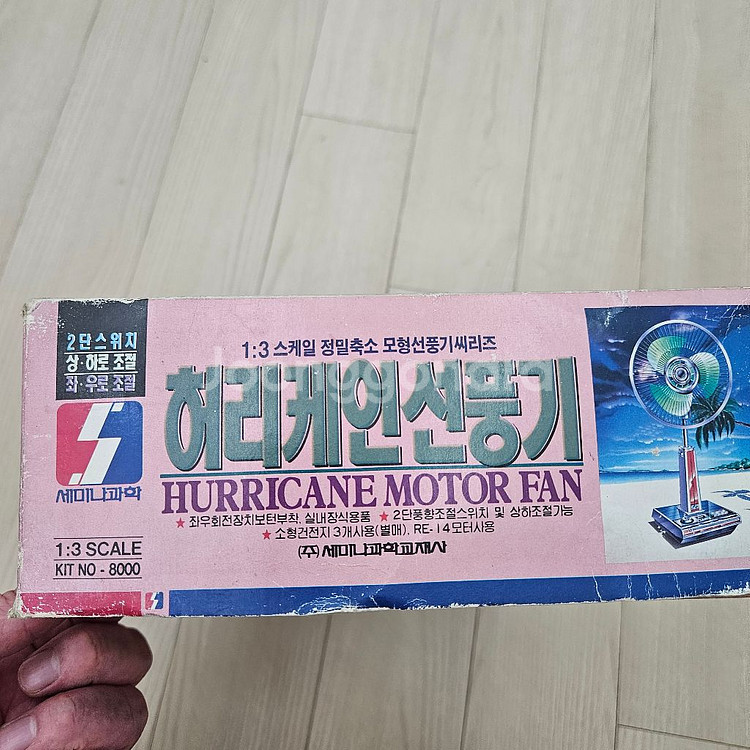 2단스위치
상·하로 조절
좌·우로 조절
세미나과학
1:3 SCALE
KIT NO - 8000
1:3 스케일 정밀축소 모형선풍기씨리즈
허리케인선풍기
HURRICANE MOTOR FAN
★ 좌우회전장치보턴부착, 실내장식용품 ★ 2단풍향조절스위치 및 상하조절기능
★ 소형건전지 3개사용(별매), RE-14모터사용
(주)세미나과학교재사
Joonggonara